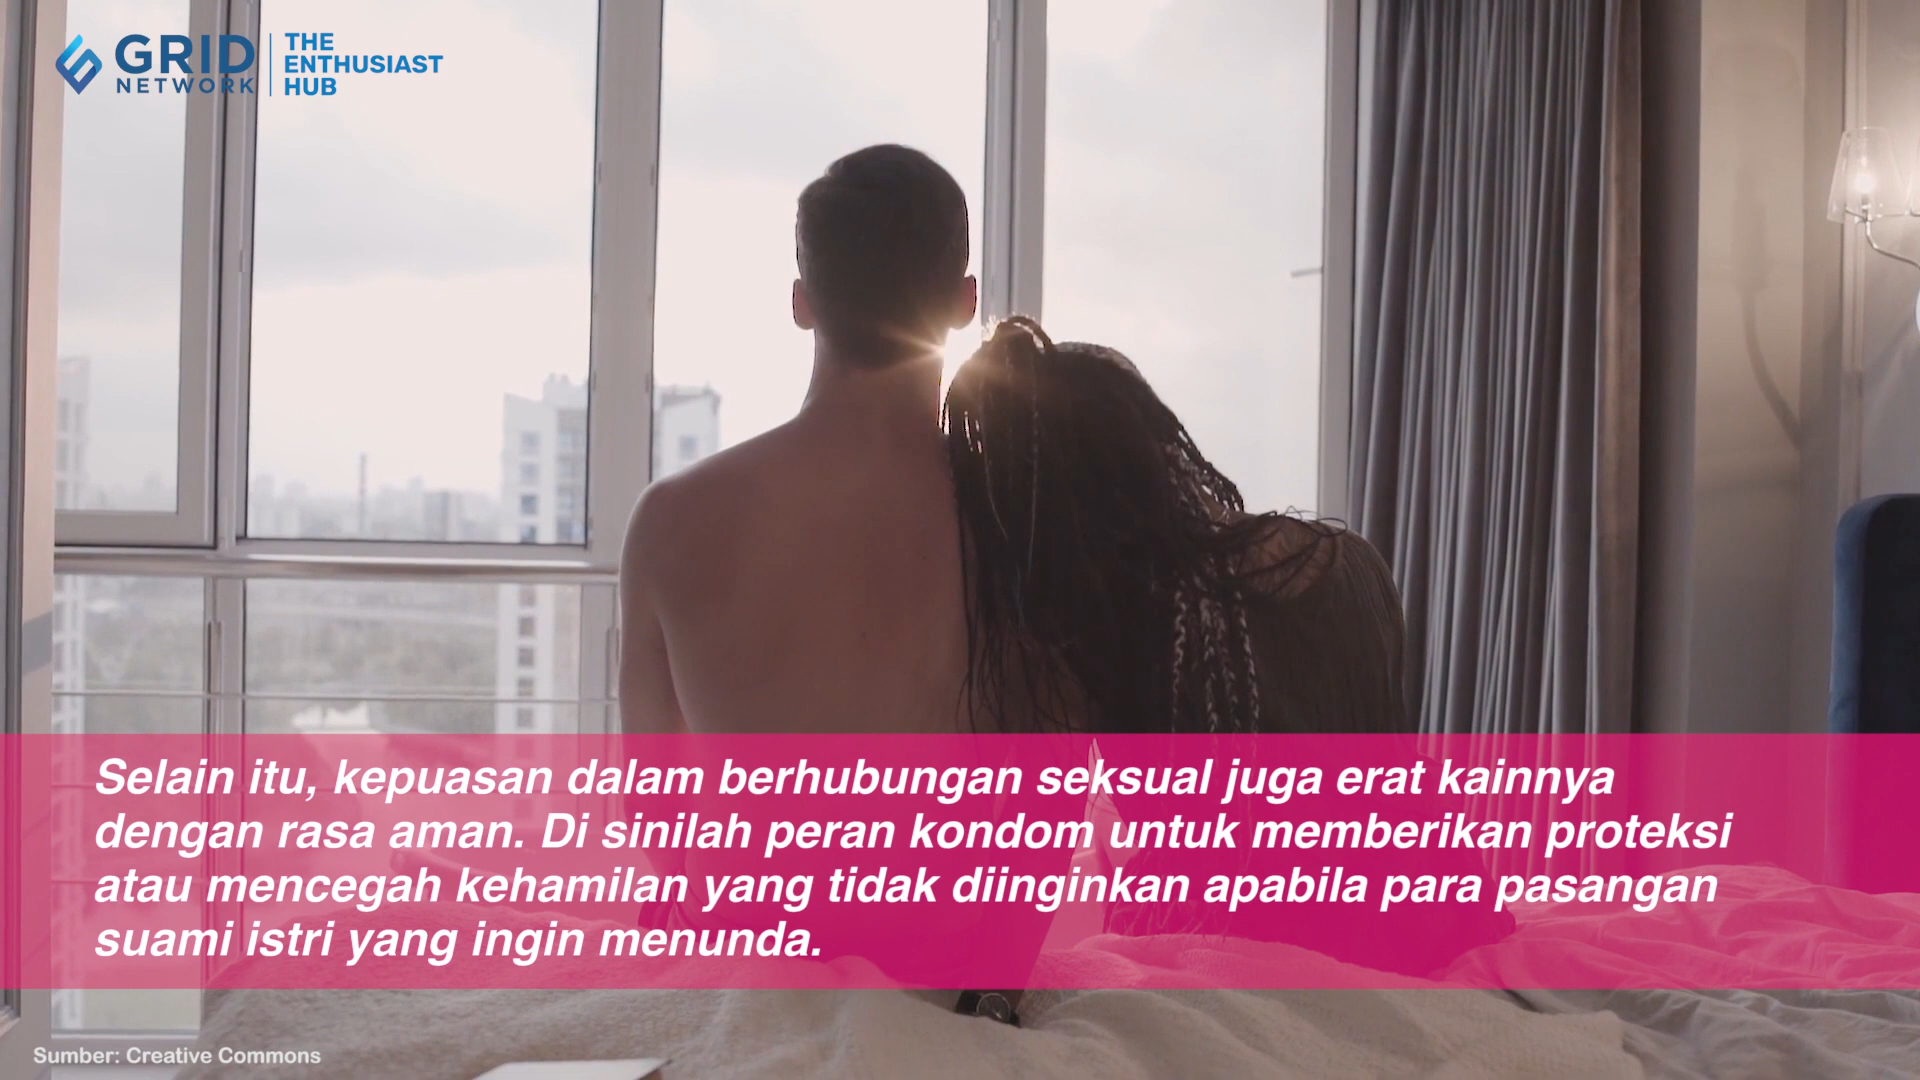 GRID
NETWORK
THE
ENTHUSIAST
HUB
Selain itu, kepuasan dalam berhubungan seksual juga erat kainnya
dengan rasa aman. Di sinilah peran kondom untuk memberikan proteksi
atau mencegah kehamilan yang tidak diinginkan apabila para pasangan
suami istri yang ingin menunda.
Sumber: Creative Commons